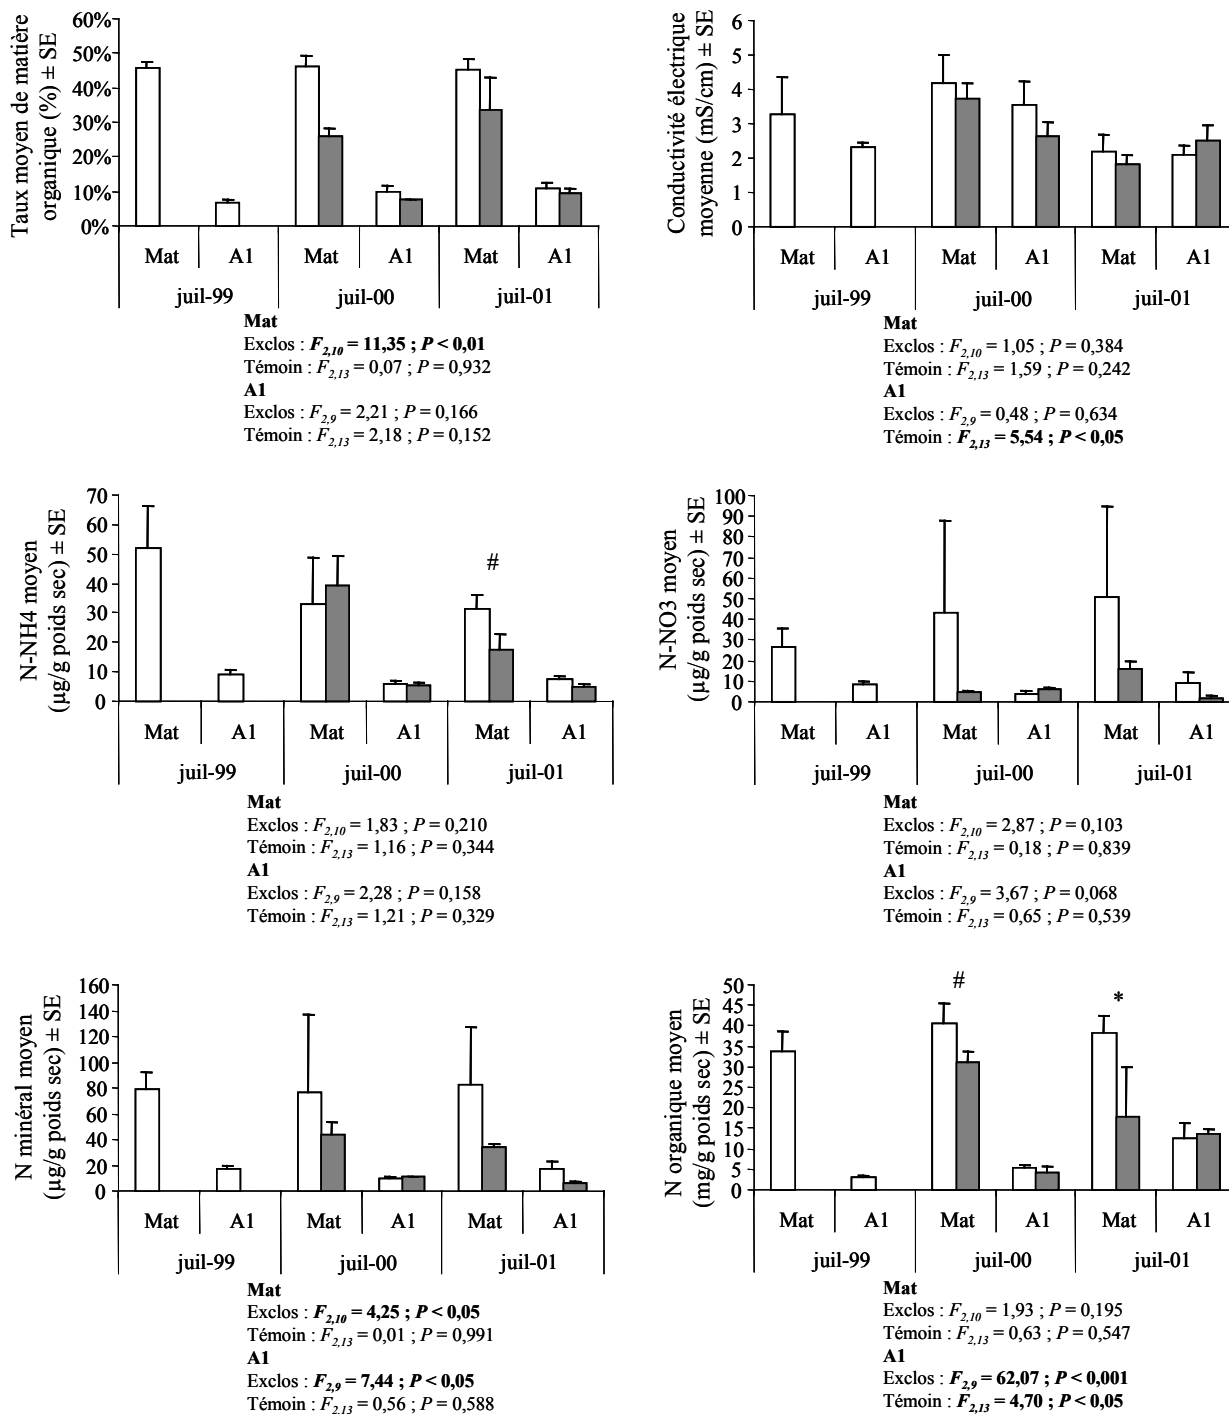 Taux moyen de matière
organique (%) ± SE
60%
50%
40%
30%
20%
10%
0%
Mat A1 Mat A1 Mat A1
juil-99 juil-00 juil-01
Mat
Exclos : F2,10 = 11,35 ; P < 0,01
Témoin : F2,13 = 0,07 ; P = 0,932
A1
Exclos : F2,9 = 2,21 ; P = 0,166
Témoin : F2,13 = 2,18 ; P = 0,152
Conductivité électrique
moyenne (mS/cm) ± SE
6
5
4
3
2
1
0
Mat A1 Mat A1 Mat A1
juil-99 juil-00 juil-01
Mat
Exclos : F2,10 = 1,05 ; P = 0,384
Témoin : F2,13 = 1,59 ; P = 0,242
A1
Exclos : F2,9 = 0,48 ; P = 0,634
Témoin : F2,13 = 5,54 ; P < 0,05
N-NH4 moyen
(µg/g poids sec) ± SE
70
60
50
40
30
20
10
0
#
Mat A1 Mat A1 Mat A1
juil-99 juil-00 juil-01
Mat
Exclos : F2,10 = 1,83 ; P = 0,210
Témoin : F2,13 = 1,16 ; P = 0,344
A1
Exclos : F2,9 = 2,28 ; P = 0,158
Témoin : F2,13 = 1,21 ; P = 0,329
N-NO3 moyen
(µg/g poids sec) ± SE
100
90
80
70
60
50
40
30
20
10
0
Mat A1 Mat A1 Mat A1
juil-99 juil-00 juil-01
Mat
Exclos : F2,10 = 2,87 ; P = 0,103
Témoin : F2,13 = 0,18 ; P = 0,839
A1
Exclos : F2,9 = 3,67 ; P = 0,068
Témoin : F2,13 = 0,65 ; P = 0,539
N minéral moyen
(µg/g poids sec) ± SE
160
140
120
100
80
60
40
20
0
Mat A1 Mat A1 Mat A1
juil-99 juil-00 juil-01
Mat
Exclos : F2,10 = 4,25 ; P < 0,05
Témoin : F2,13 = 0,01 ; P = 0,991
A1
Exclos : F2,9 = 7,44 ; P < 0,05
Témoin : F2,13 = 0,56 ; P = 0,588
N organique moyen
(mg/g poids sec) ± SE
50
45
40
35
30
25
20
15
10
5
0
# *
Mat A1 Mat A1 Mat A1
juil-99 juil-00 juil-01
Mat
Exclos : F2,10 = 1,93 ; P = 0,195
Témoin : F2,13 = 0,63 ; P = 0,547
A1
Exclos : F2,9 = 62,07 ; P < 0,001
Témoin : F2,13 = 4,70 ; P < 0,05